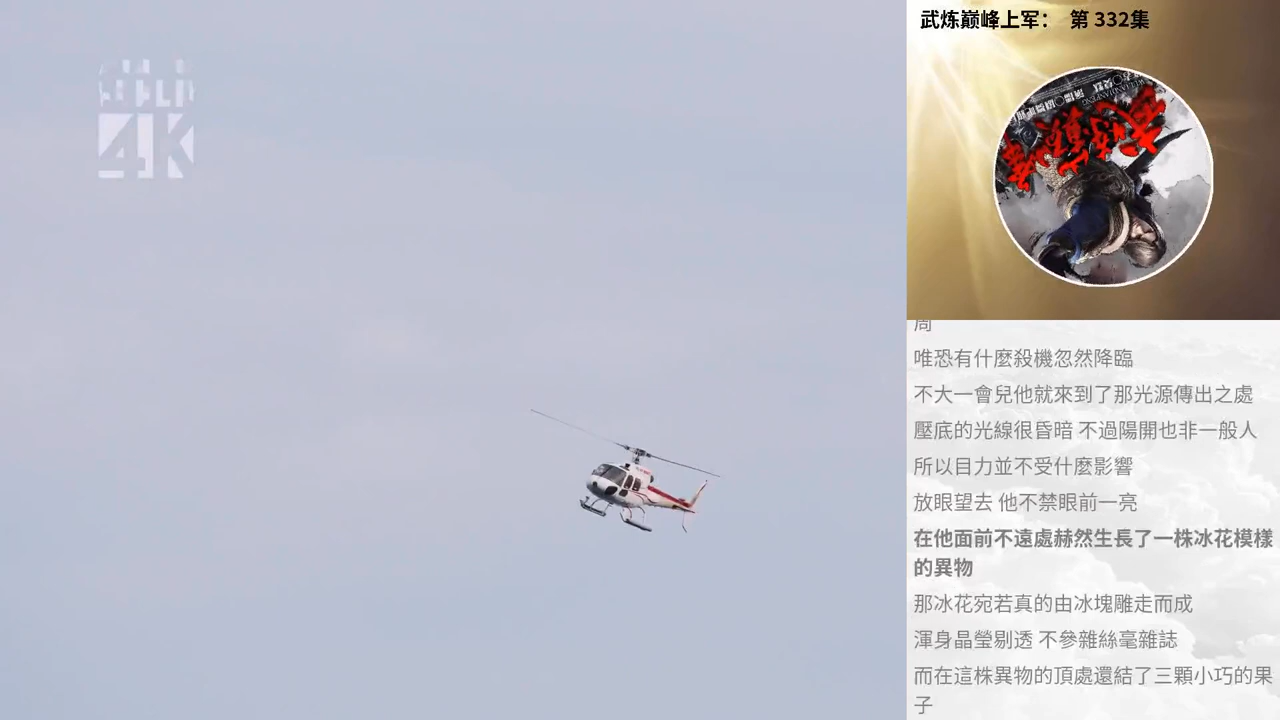 4K
武炼巅峰上军： 第 332集
周
唯恐有什麼殺機忽然降臨
不大一會兒他就來到了那光源傳出之處
壓底的光線很昏暗 不過陽開也非一般人
所以目力並不受什麼影響
放眼望去 他不禁眼前一亮
在他面前不遠處赫然生長了一株冰花模樣
的異物
那冰花宛若真的由冰塊雕走而成
渾身晶瑩剔透 不參雜絲毫雜誌
而在這株異物的頂處還結了三顆小巧的果
子